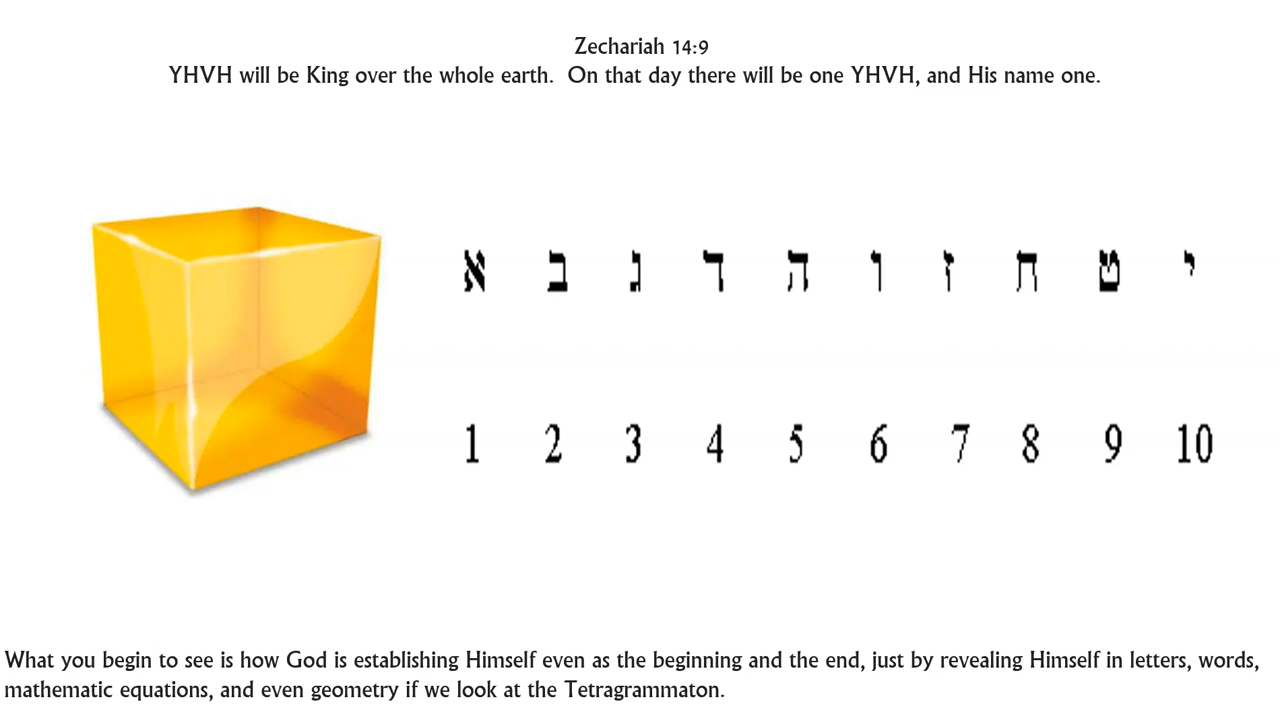 Zechariah 14:9
YHVH will be King over the whole earth.  On that day there will be one YHVH, and His name one.
א ב ג ד ה ו ז ח ט י
1 2 3 4 5 6 7 8 9 10
What you begin to see is how God is establishing Himself even as the beginning and the end, just by revealing Himself in letters, words,
mathematic equations, and even geometry if we look at the Tetragrammaton.